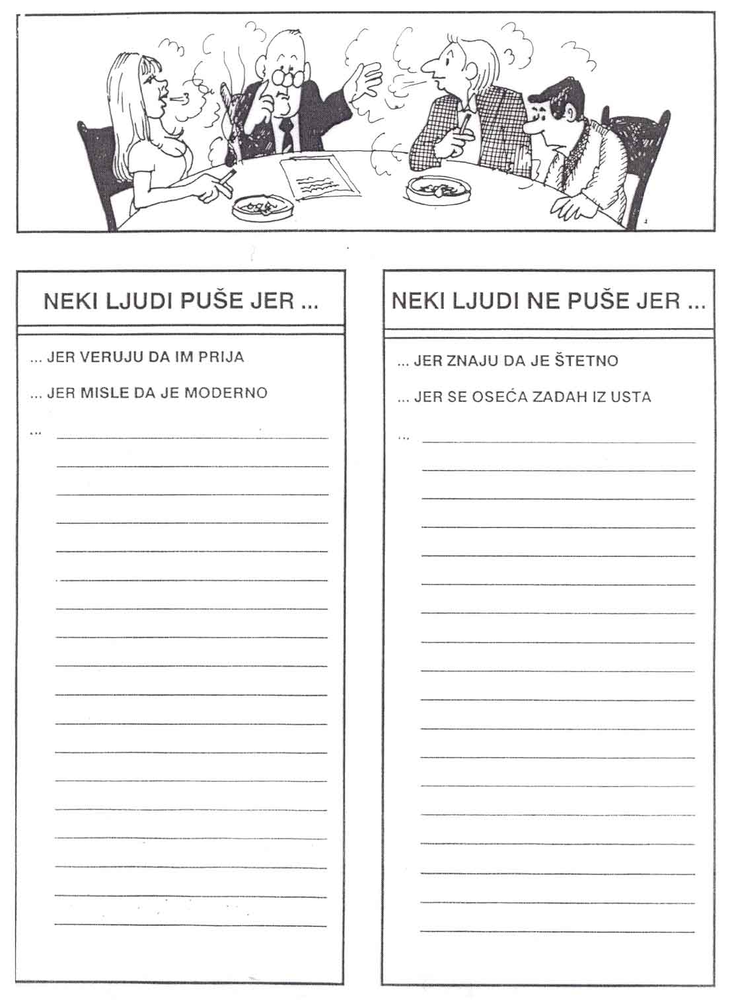 NEKI LJUDI PUŠE JER ...
... JER VERUJU DA IM PRIJA
... JER MISLE DA JE MODERNO
...
NEKI LJUDI NE PUŠE JER ...
... JER ZNAJU DA JE ŠTETNO
... JER SE OSEĆA ZADAH IZ USTA
...